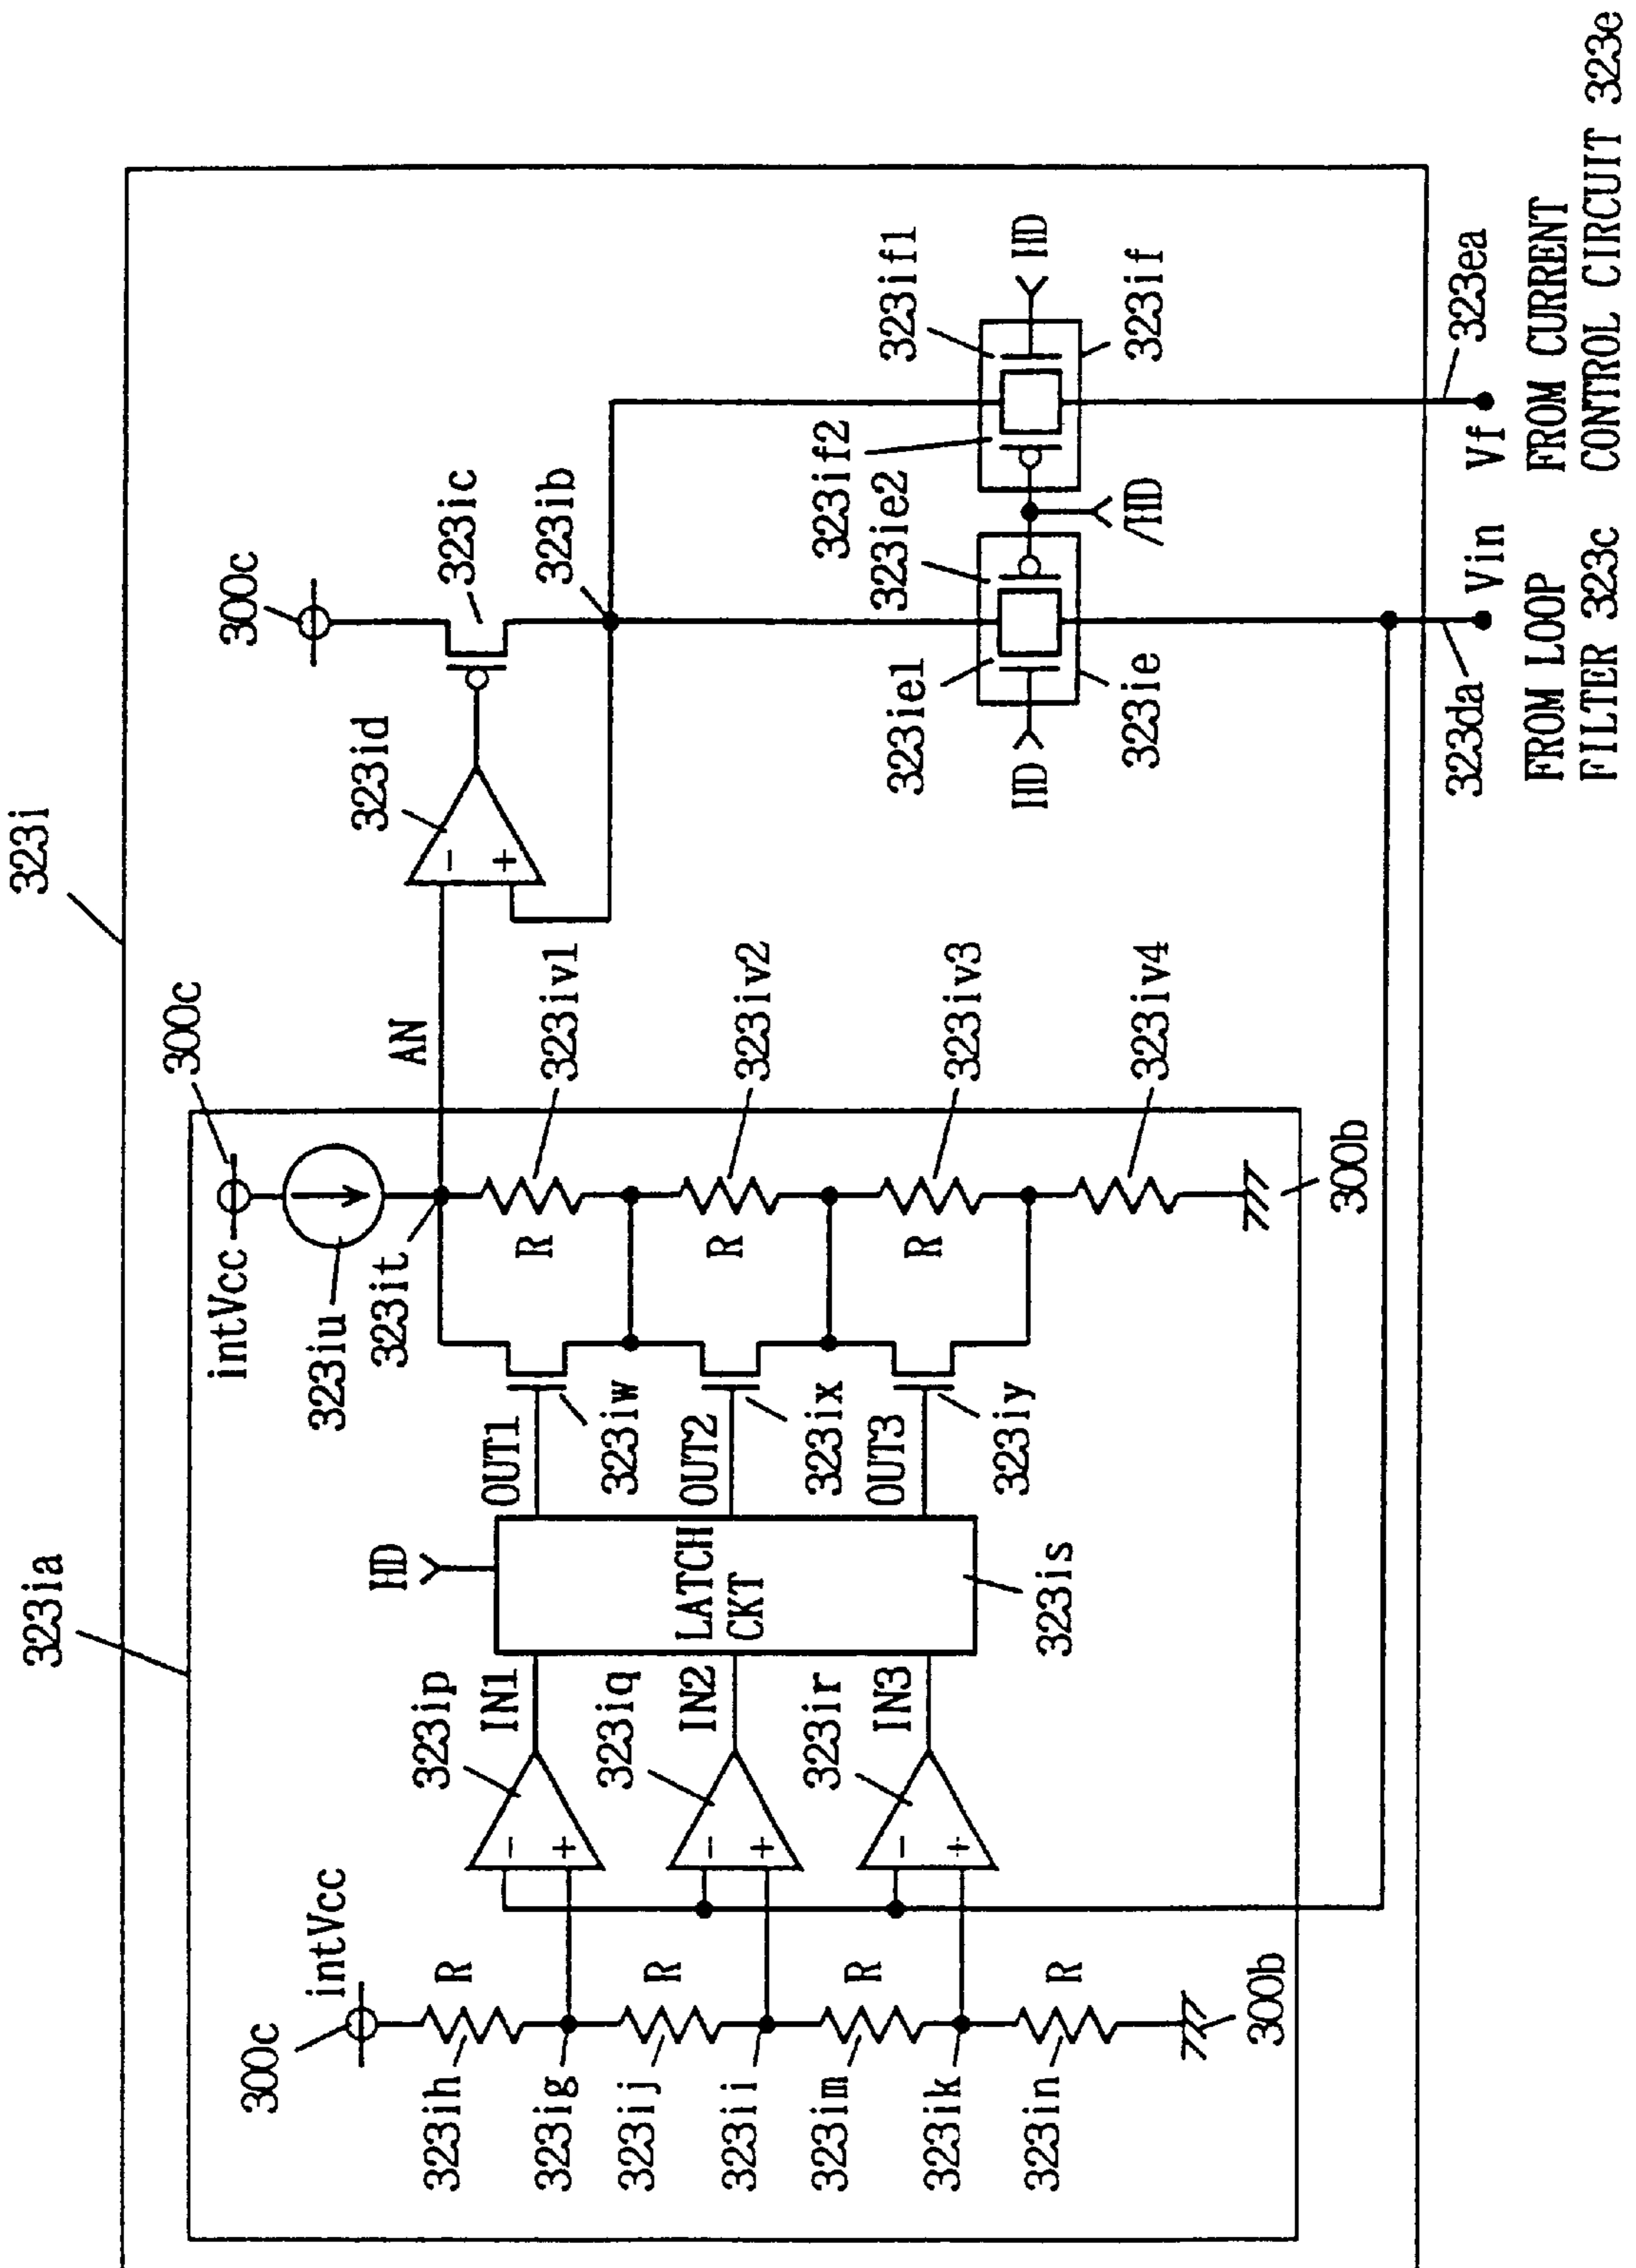 323i
323ia
300c
intVcc
323ih
R
323ig
323ij
R
323ii
323im
R
323ik
323in
R
300b
323ip
IN1
323iq
IN2
323ir
IN3
-
+
-
+
-
+
HD
LATCH
CKT
323is
OUT1
323iw
OUT2
323ix
OUT3
323iy
300c
intVcc
323iu
323it
AN
R
323iv1
R
323iv2
R
323iv3
323iv4
300b
323id
-
+
300c
323ic
323ib
323ie1
323ie2
HD
323ie
/HD
323if2
323if1
HD
323if
323da
Vin
FROM LOOP
FILTER 323c
323ea
Vf
FROM CURRENT
CONTROL CIRCUIT 323e